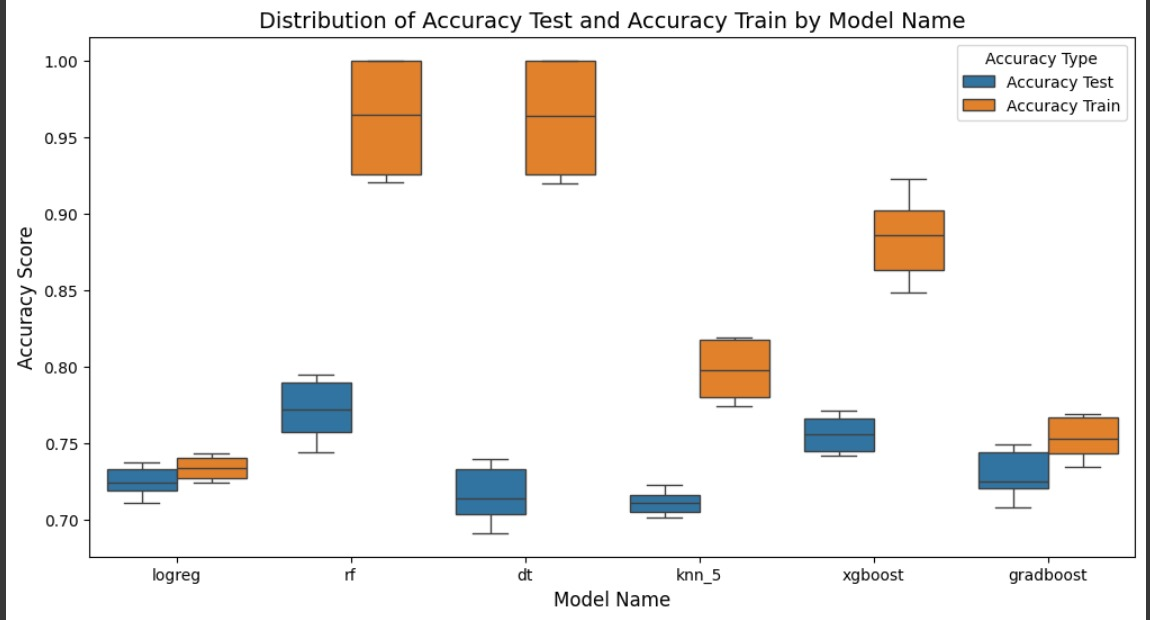 Distribution of Accuracy Test and Accuracy Train by Model Name
Accuracy Type
Accuracy Test
Accuracy Train
Accuracy Score
1.00
0.95
0.90
0.85
0.80
0.75
0.70
logreg
rf
dt
knn_5
xgboost
gradboost
Model Name